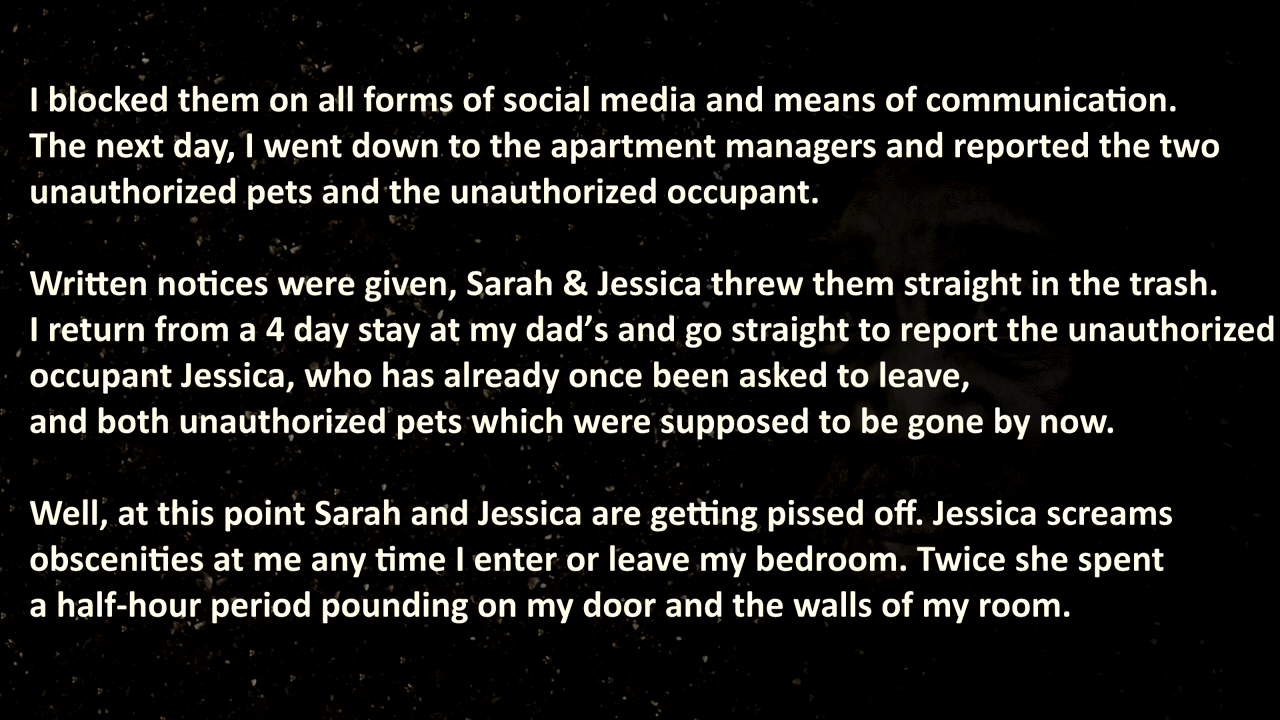 I blocked them on all forms of social media and means of communication.
The next day, I went down to the apartment managers and reported the two
unauthorized pets and the unauthorized occupant.
Written notices were given, Sarah & Jessica threw them straight in the trash.
I return from a 4 day stay at my dad’s and go straight to report the unauthorized
occupant Jessica, who has already once been asked to leave,
and both unauthorized pets which were supposed to be gone by now.
Well, at this point Sarah and Jessica are getting pissed off. Jessica screams
obscenities at me any time I enter or leave my bedroom. Twice she spent
a half-hour period pounding on my door and the walls of my room.